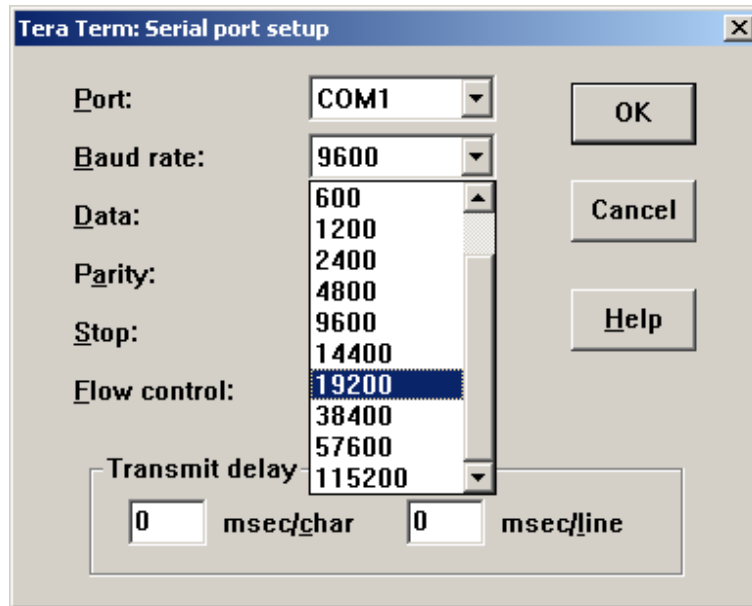 Tera Term: Serial port setup
Port:
COM1
OK
Baud rate:
9600
600
1200
2400
4800
9600
14400
19200
38400
57600
115200
Data:
Cancel
Parity:
Stop:
Help
Flow control:
Transmit delay
0 msec/char 0 msec/line